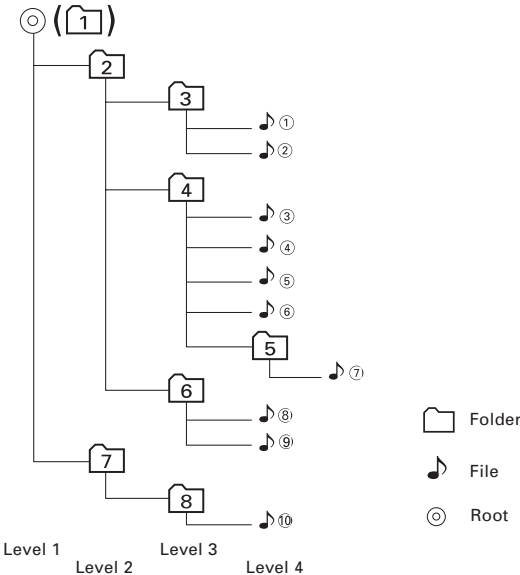 (1)
2
3
①
②
4
③
④
⑤
⑥
5
⑦
6
⑧
⑨
7
8
⑩
Folder
File
Root
Level 1
Level 2
Level 3
Level 4